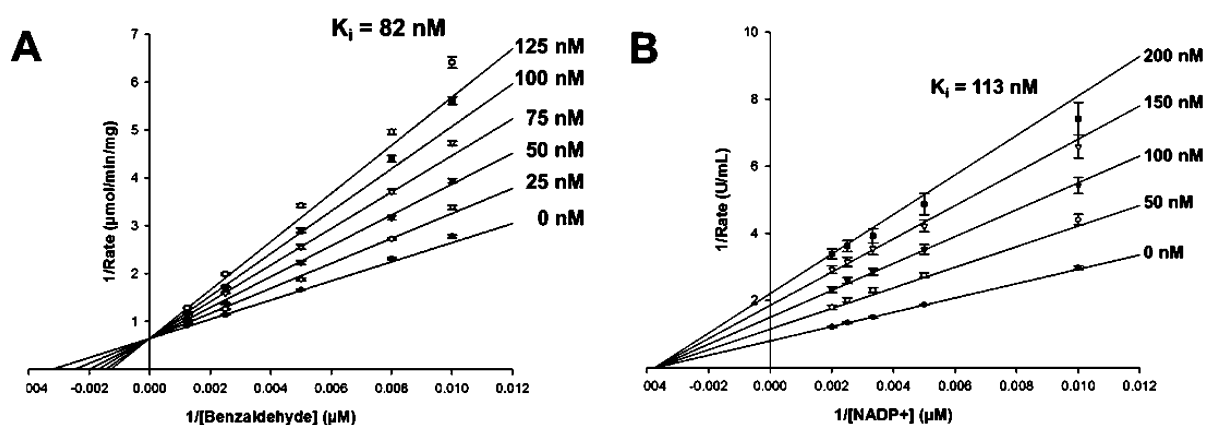 A
Ki = 82 nM
1/Rate (µmol/min/mg)
7
6
5
4
3
2
1
125 nM
100 nM
75 nM
50 nM
25 nM
0 nM
004 -0.002 0.000 0.002 0.004 0.006 0.008 0.010 0.012
1/[Benzaldehyde] (µM)
B
Ki = 113 nM
1/Rate (U/mL)
10
8
6
4
2
200 nM
150 nM
100 nM
50 nM
0 nM
004 -0.002 0.000 0.002 0.004 0.006 0.008 0.010 0.012
1/[NADP+] (µM)